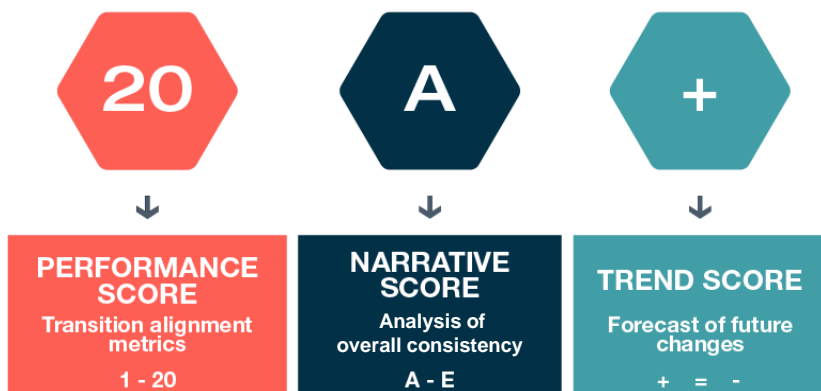 20
A
+
PERFORMANCE
SCORE
Transition alignment
metrics
1 - 20
NARRATIVE
SCORE
Analysis of
overall consistency
A - E
TREND SCORE
Forecast of future
changes
+ = -